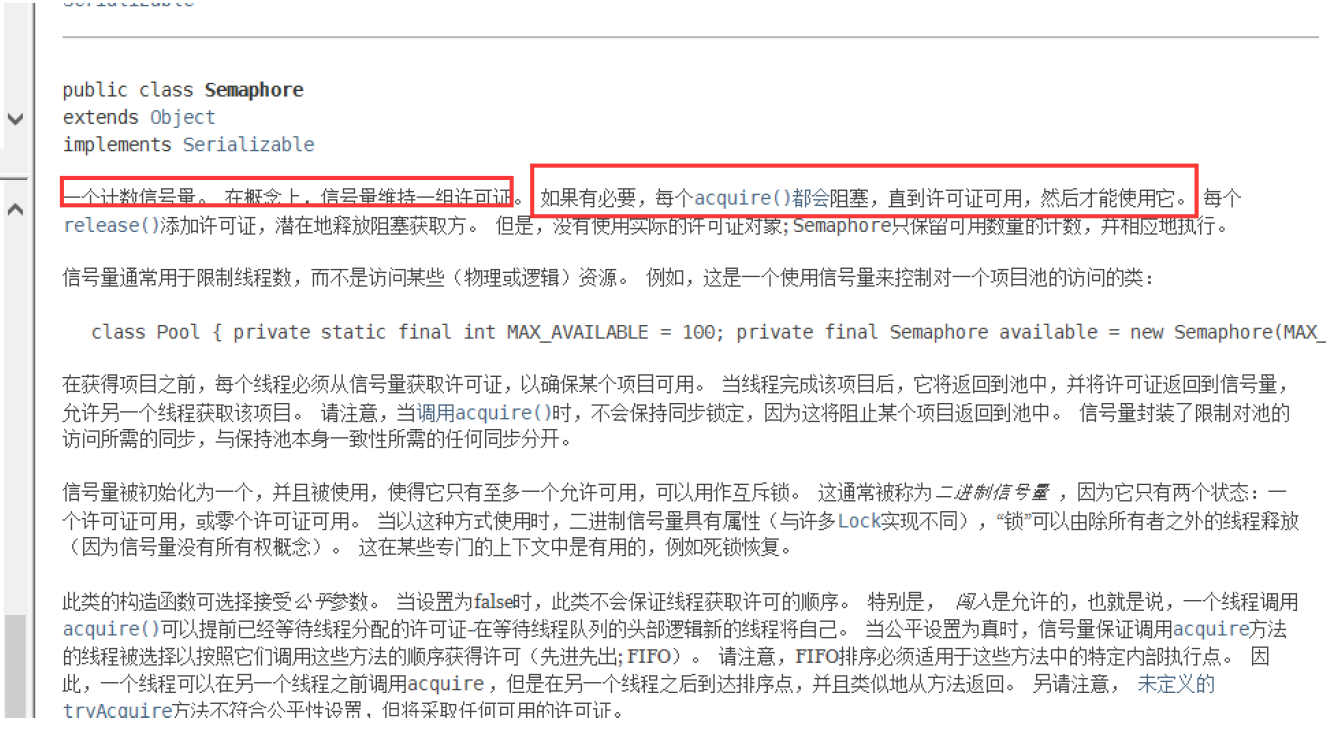 Serializable
public class Semaphore
extends Object
implements Serializable
一个计数信号量。 在概念上，信号量维持一组许可证。 如果有必要，每个acquire()都会阻塞，直到许可证可用，然后才能使用它。 每个
release()添加许可证，潜在地释放阻塞获取方。 但是，没有使用实际的许可证对象; Semaphore只保留可用数量的计数，并相应地执行。
信号量通常用于限制线程数，而不是访问某些（物理或逻辑）资源。 例如，这是一个使用信号量来控制对一个项目池的访问的类：
class Pool { private static final int MAX_AVAILABLE = 100; private final Semaphore available = new Semaphore(MAX_
在获得项目之前，每个线程必须从信号量获取许可证，以确保某个项目可用。 当线程完成该项目后，它将返回到池中，并将许可证返回到信号量，
允许另一个线程获取该项目。 请注意，当调用acquire()时，不会保持同步锁定，因为这将阻止某个项目返回到池中。 信号量封装了限制对池的
访问所需的同步，与保持池本身一致性所需的任何同步分开。
信号量被初始化为一个，并且被使用，使得它只有至多一个允许可用，可以用作互斥锁。 这通常被称为二进制信号量 ，因为它只有两个状态：一
个许可证可用，或零个许可证可用。 当以这种方式使用时，二进制信号量具有属性（与许多Lock实现不同），“锁”可以由除所有者之外的线程释放
（因为信号量没有所有权概念）。 这在某些专门的上下文中是有用的，例如死锁恢复。
此类的构造函数可选择接受公平参数。 当设置为false时，此类不会保证线程获取许可的顺序。 特别是， 闯入是允许的，也就是说，一个线程调用
acquire()可以提前已经等待线程分配的许可证-在等待线程队列的头部逻辑新的线程将自己。 当公平设置为真时，信号量保证调用acquire方法
的线程被选择以按照它们调用这些方法的顺序获得许可（先进先出; FIFO）。 请注意，FIFO排序必须适用于这些方法中的特定内部执行点。 因
此，一个线程可以在另一个线程之前调用acquire ，但是在另一个线程之后到达排序点，并且类似地从方法返回。 另请注意， 未定义的
tryAcquire方法不符合公平性设置，但将采取任何可用的许可证。